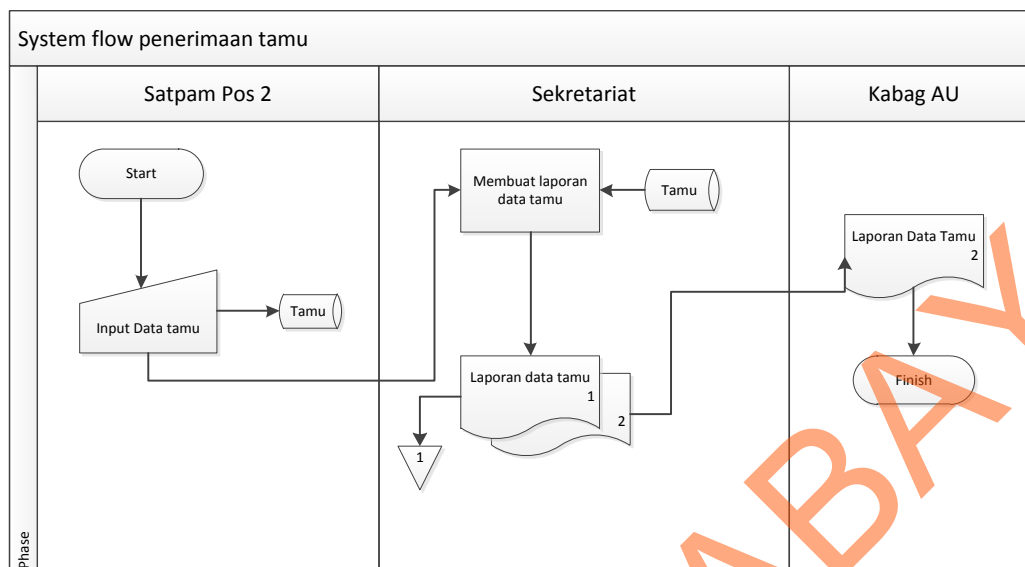 System flow penerimaan tamu
Satpam Pos 2
Sekretariat
Kabag AU
Start
Membuat laporan
data tamu
Tamu
Laporan Data Tamu
2
Input Data tamu
Tamu
Laporan data tamu
1
2
1
Finish
Phase
ABAY